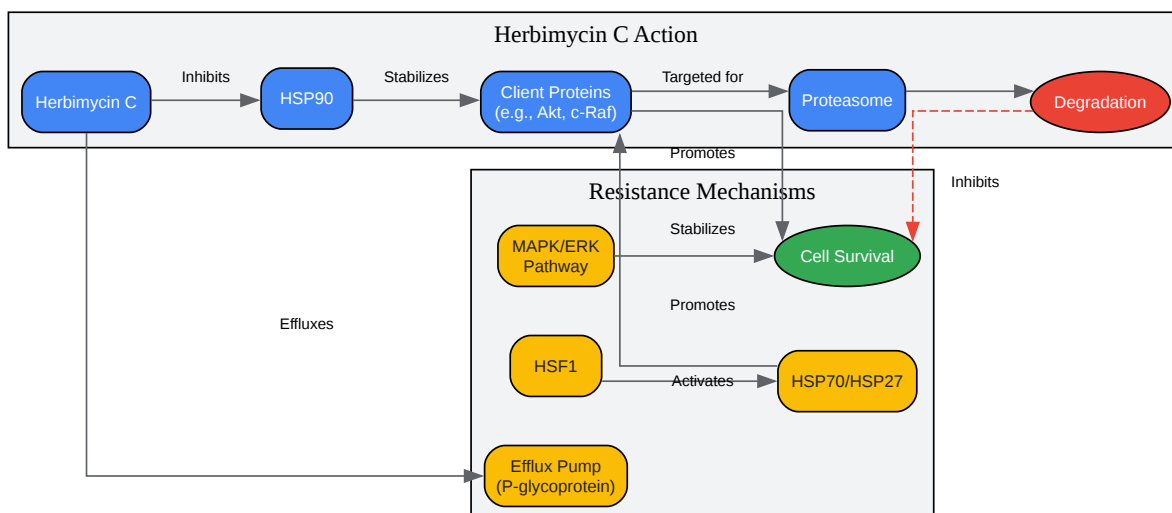 Herbimycin C Action
Herbimycin C
Inhibits
HSP90
Stabilizes
Client Proteins
(e.g., Akt, c-Raf)
Targeted for
Proteasome
Degradation
Promotes
Inhibits
Resistance Mechanisms
MAPK/ERK
Pathway
Stabilizes
Cell Survival
Promotes
Effluxes
HSF1
Activates
HSP70/HSP27
Efflux Pump
(P-glycoprotein)